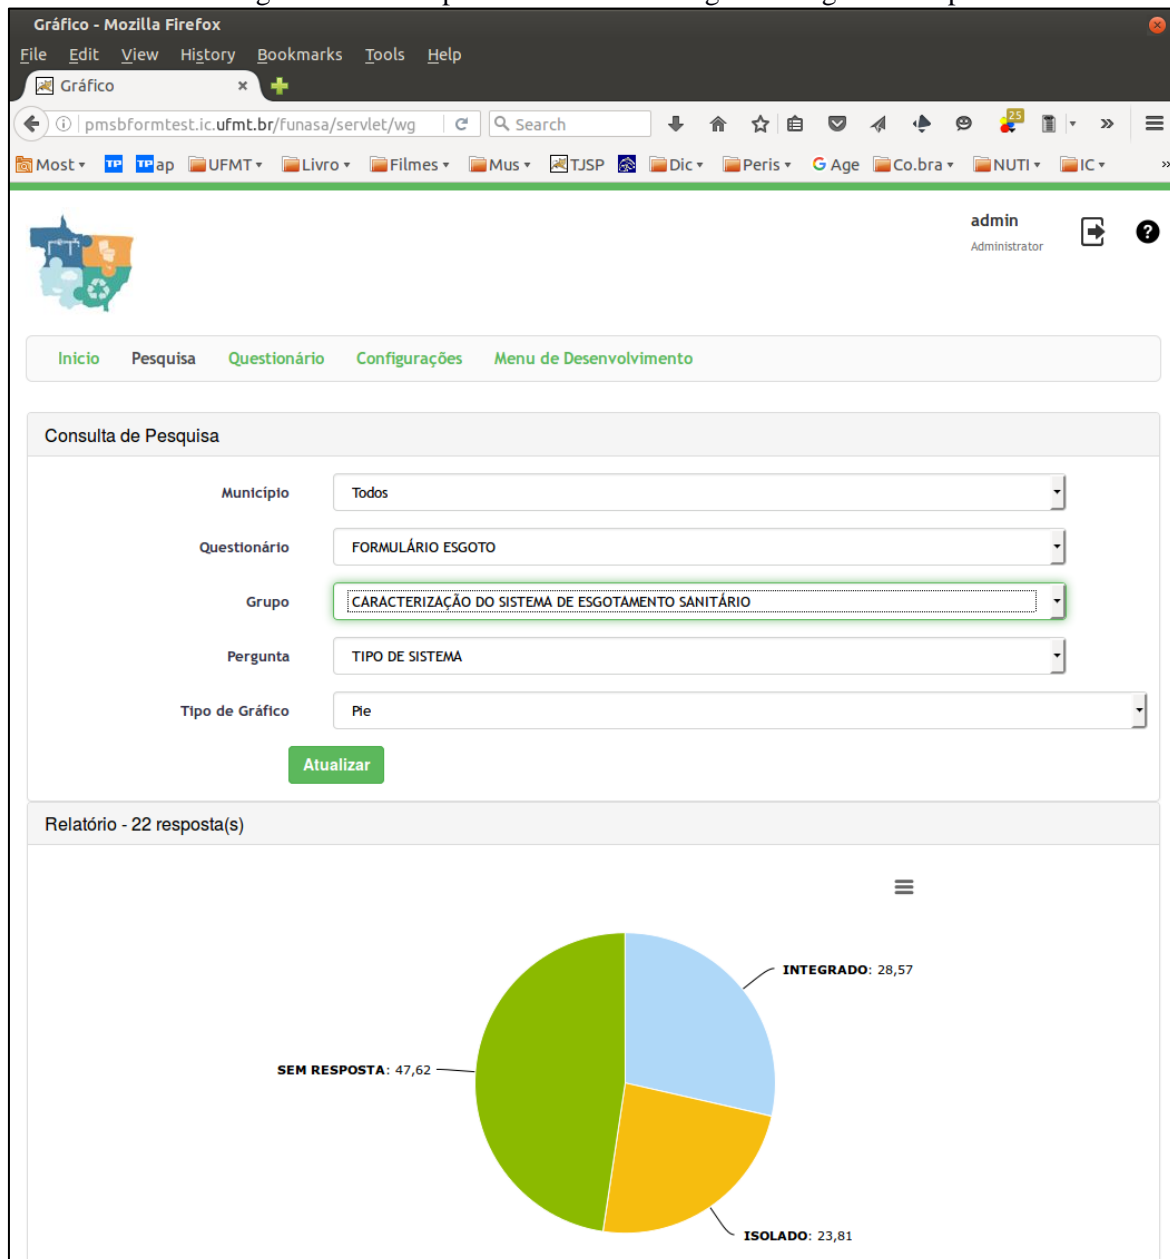 Gráfico - Mozilla Firefox
File Edit View History Bookmarks Tools Help
Gráfico
pmsbformtest.ic.ufmt.br/funasa/servlet/wg Search 25
Most TP TP ap UFMT Livro Filmes Mus TJSP Dic Peris G Age Co.bra NUTI IC »
admin
Administrator
Inicio Pesquisa Questionário Configurações Menu de Desenvolvimento
Consulta de Pesquisa
Município Todos
Questionário FORMULÁRIO ESGOTO
Grupo CARACTERIZAÇÃO DO SISTEMA DE ESGOTAMENTO SANITÁRIO
Pergunta TIPO DE SISTEMA
Tipo de Gráfico Pie
Atualizar
Relatório - 22 resposta(s)
INTEGRADO: 28,57
SEM RESPOSTA: 47,62
ISOLADO: 23,81